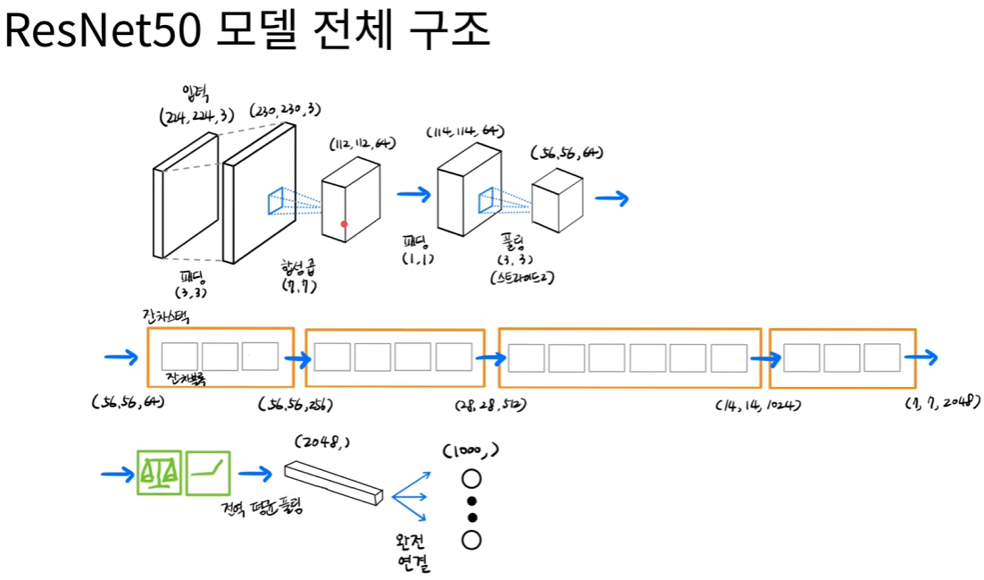 ResNet50 모델 전체 구조
입력
(224,224,3)
(230,230,3)
(112,112,64)
(114,114,64)
(56,56,64)
패딩
(3,3)
합성곱
(7,7)
패딩
(1,1)
풀링
(3,3)
(스트라이드2)
잔차스택
잔차블록
(56,56,64)
(56,56,256)
(28,28,512)
(14,14,1024)
(7,7,2048)
(2048,)
(1000,)
전역 평균 풀링
완전
연결